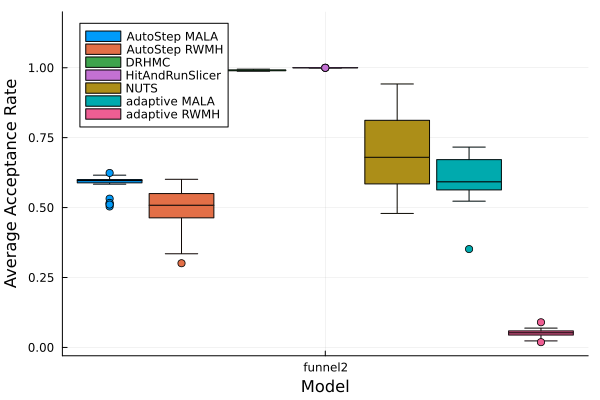 AutoStep MALA
AutoStep RWMH
DRHMC
HitAndRunSlicer
NUTS
adaptive MALA
adaptive RWMH
1.00
0.75
0.50
0.25
0.00
Average Acceptance Rate
funnel2
Model